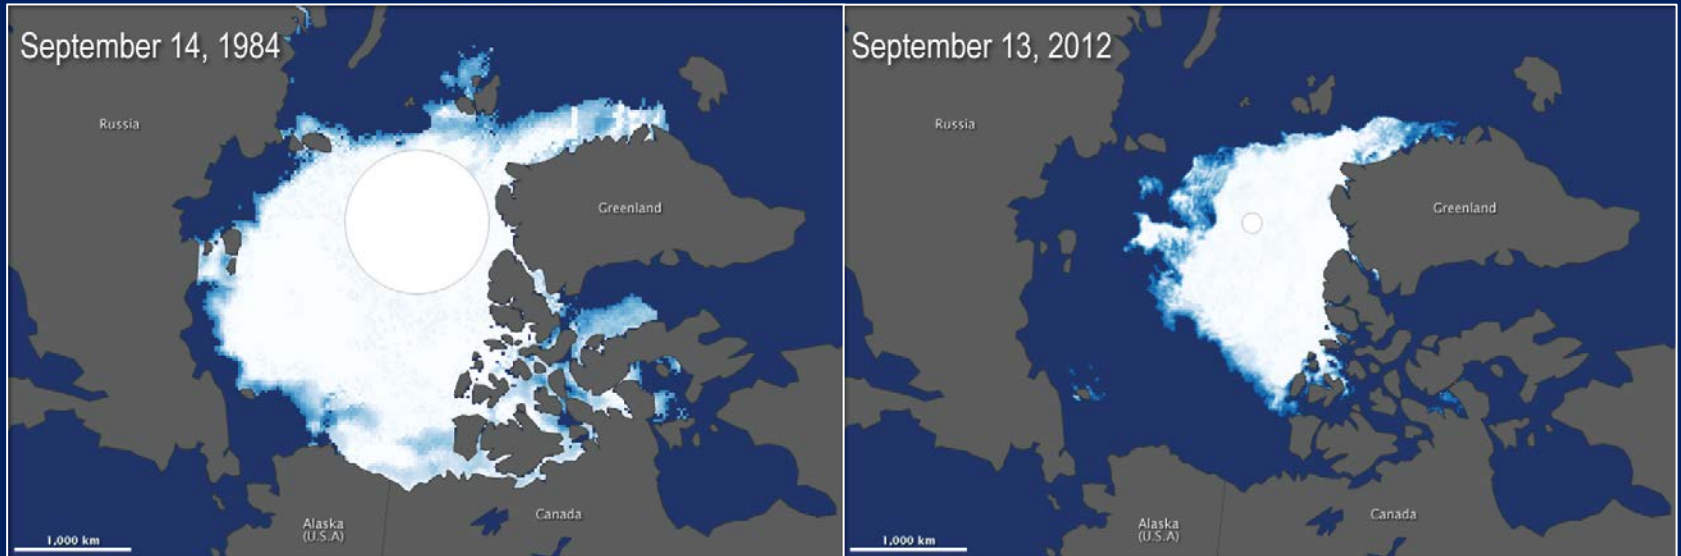 September 14, 1984
Russia
Greenland
Canada
Alaska
(U.S.A)
1,000 km
September 13, 2012
Russia
Greenland
Canada
Alaska
(U.S.A)
1,000 km